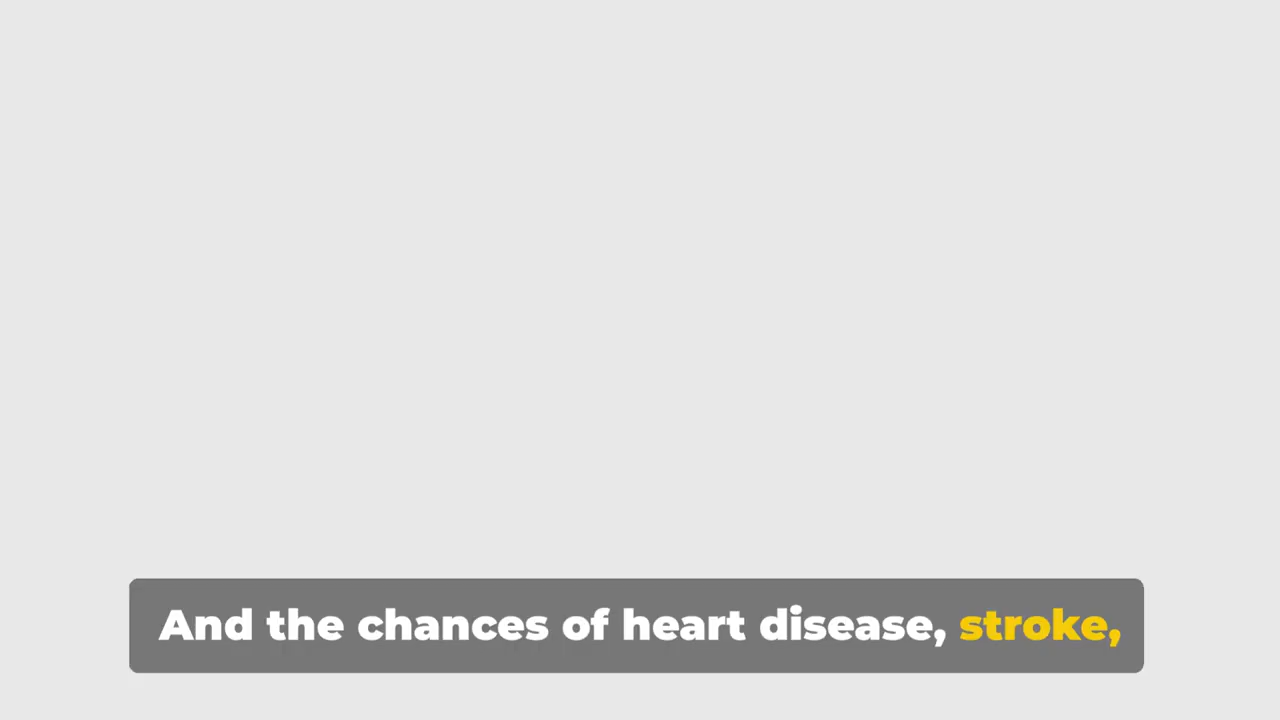 And the chances of heart disease, stroke,